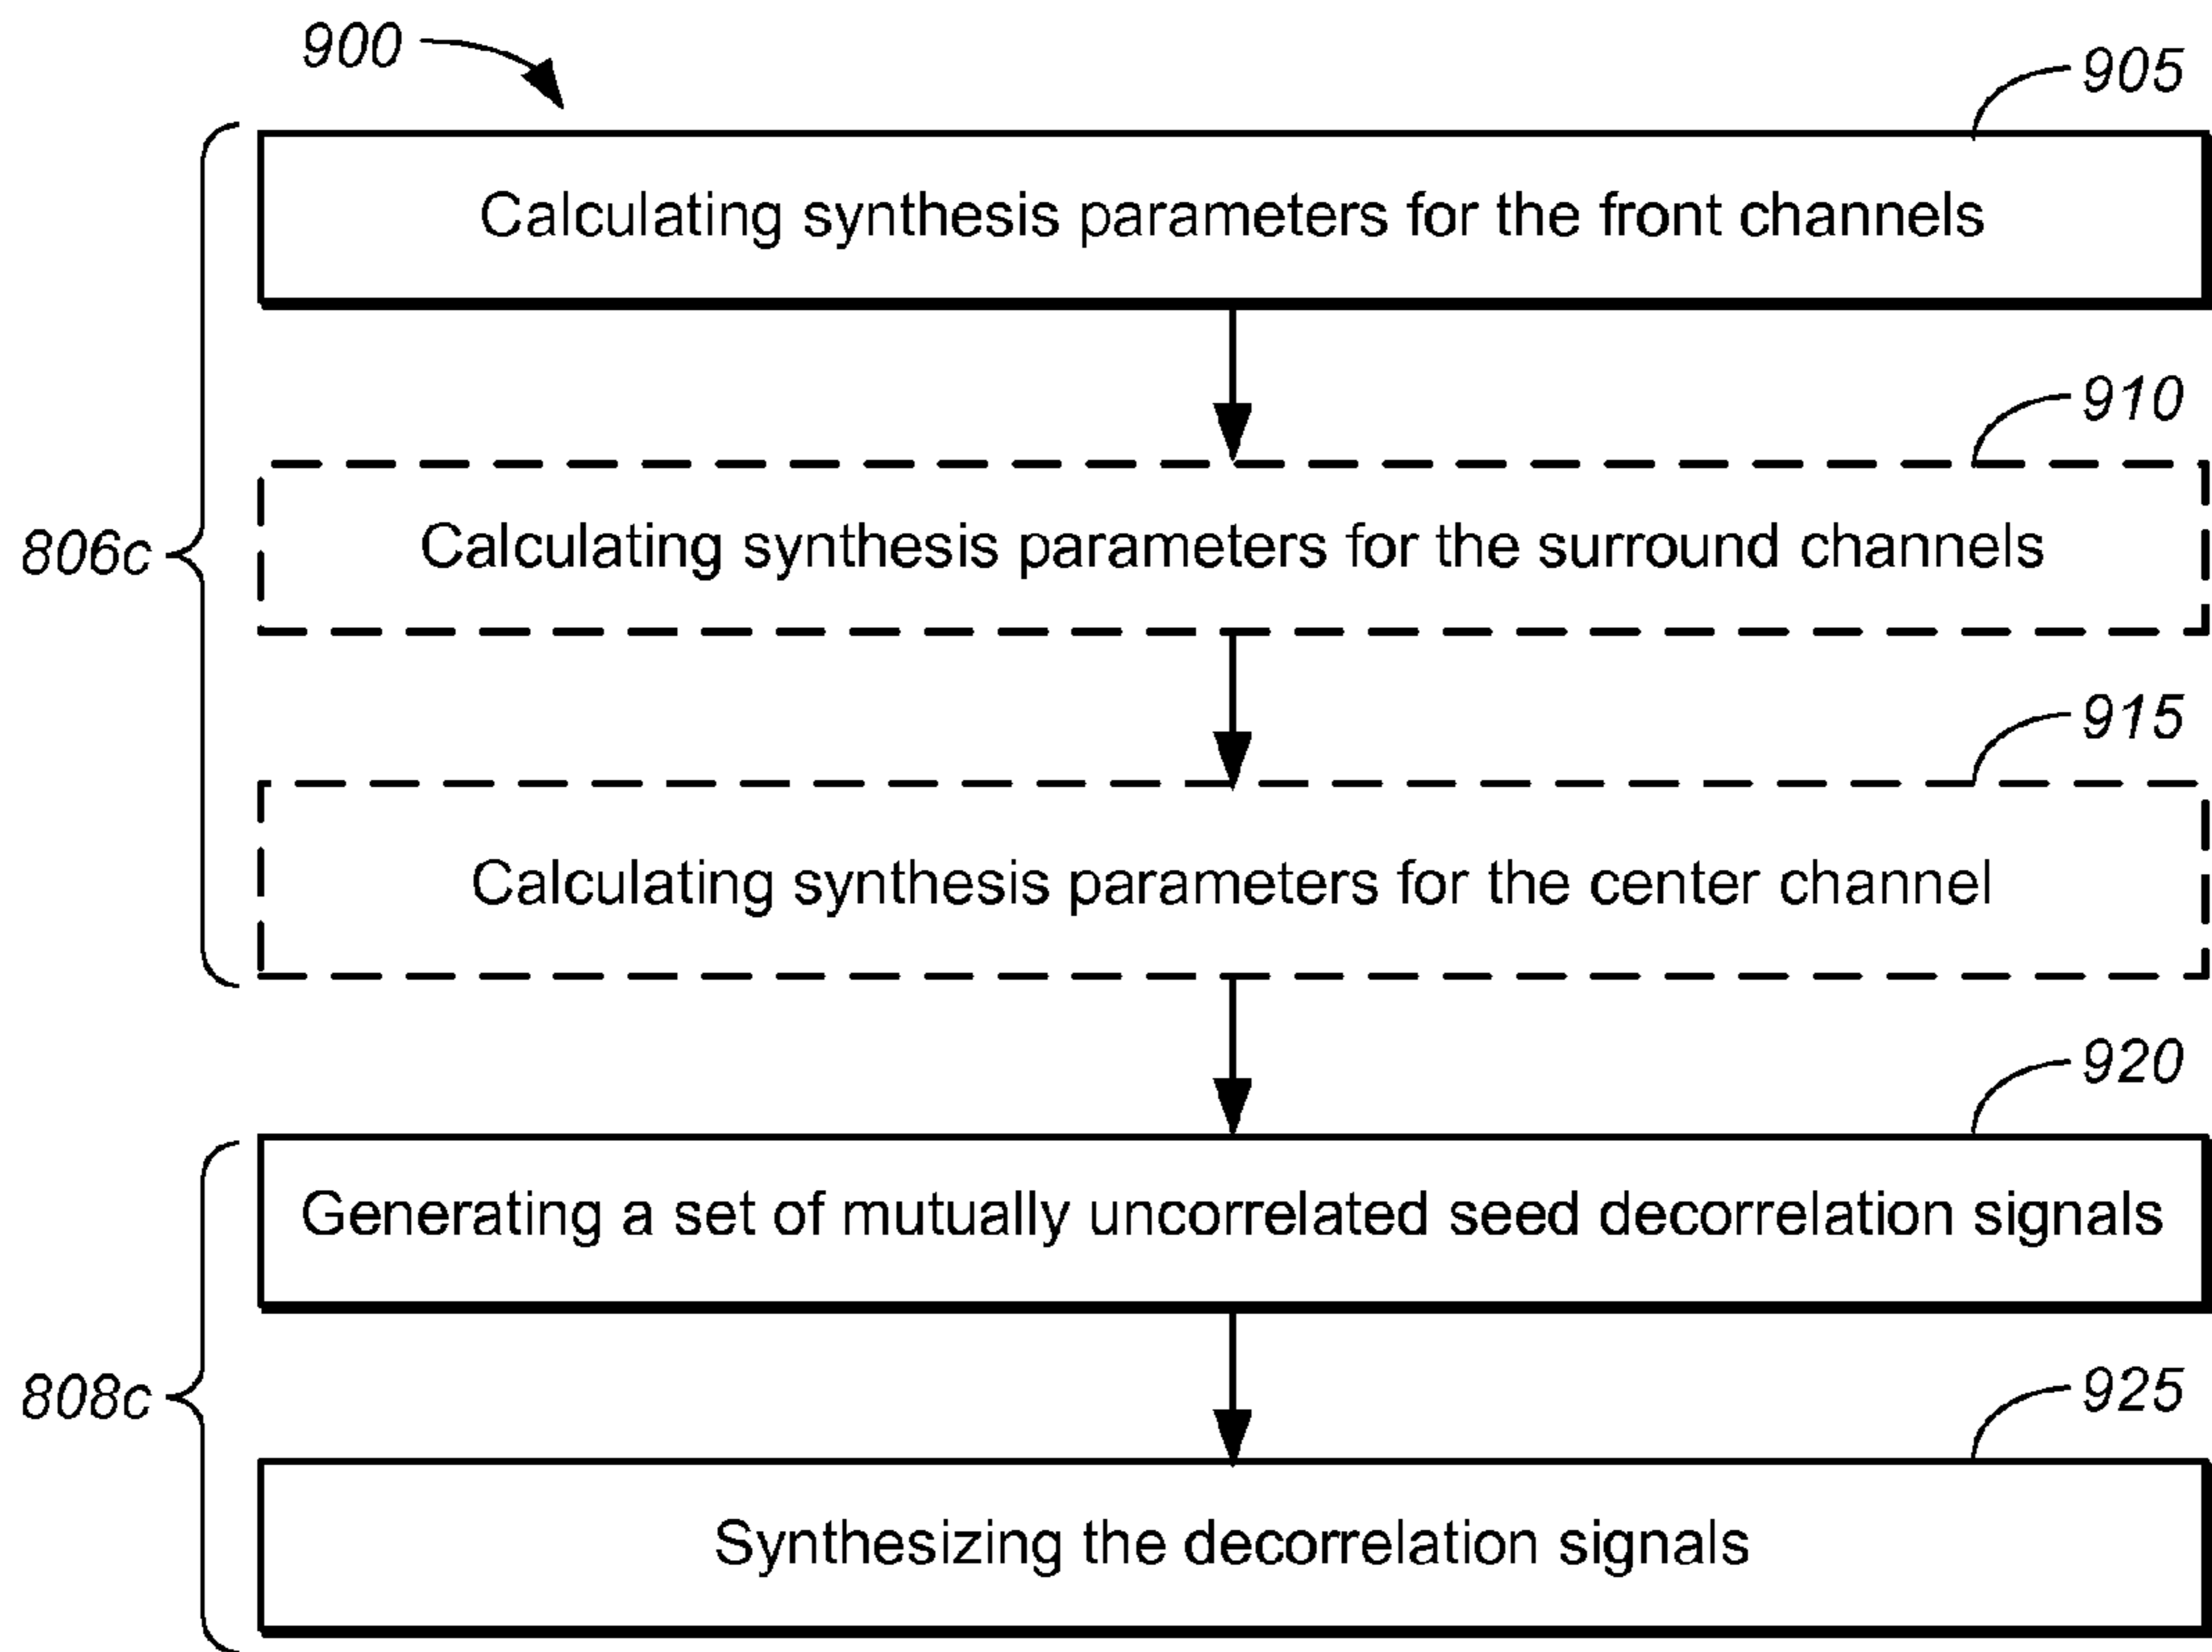 900
905
Calculating synthesis parameters for the front channels
910
806c
Calculating synthesis parameters for the surround channels
915
Calculating synthesis parameters for the center channel
920
Generating a set of mutually uncorrelated seed decorrelation signals
808c
925
Synthesizing the decorrelation signals